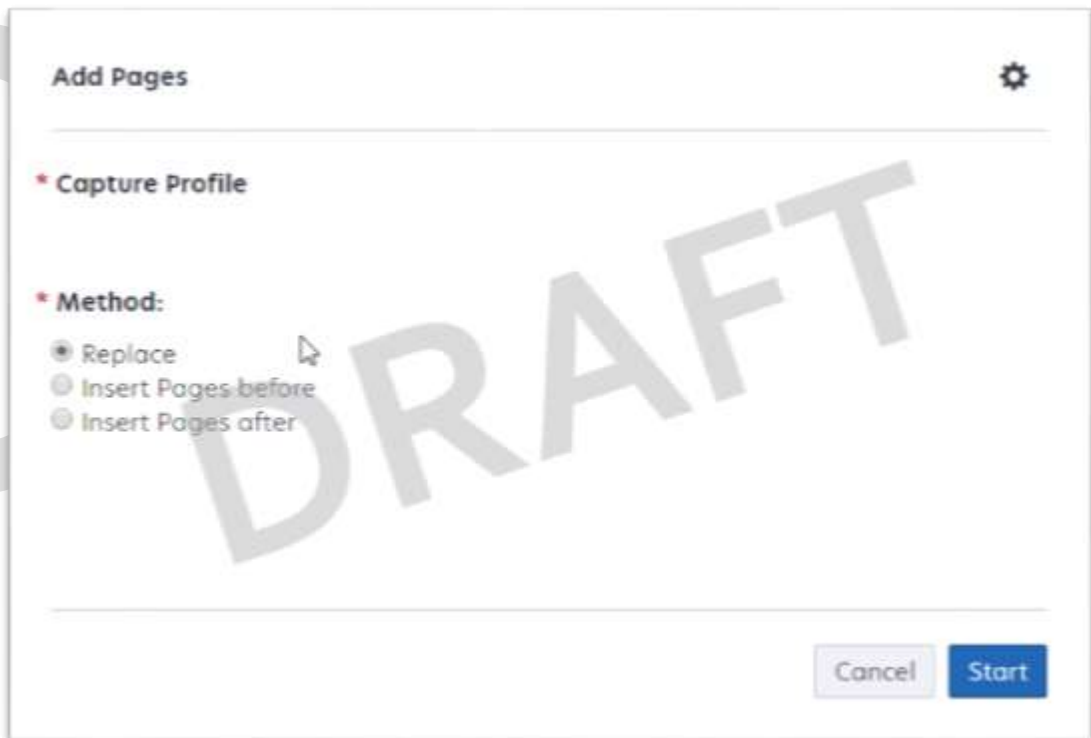 Add Pages
* Capture Profile
* Method:
Replace
Insert Pages before
Insert Pages after
DRAFT
Cancel Start